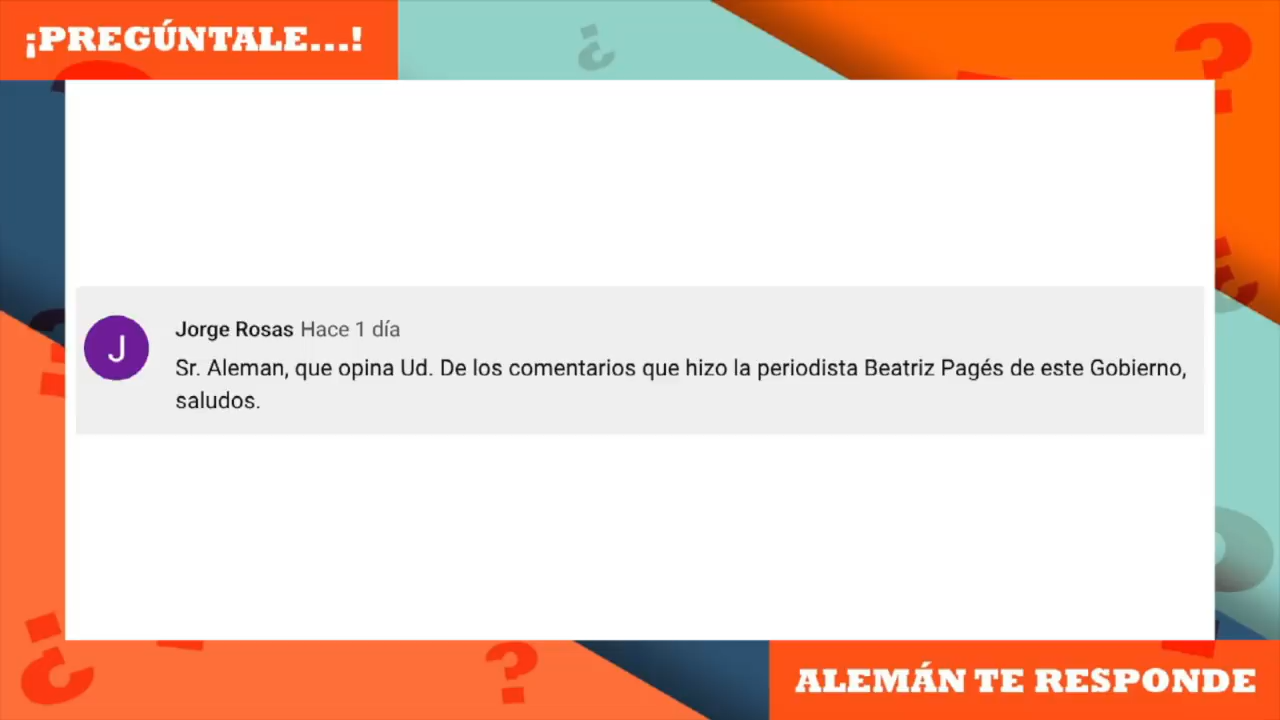 ¡PREGÚNTALE...!
J
Jorge Rosas Hace 1 día
Sr. Aleman, que opina Ud. De los comentarios que hizo la periodista Beatriz Pagés de este Gobierno,
saludos.
ALEMÁN TE RESPONDE